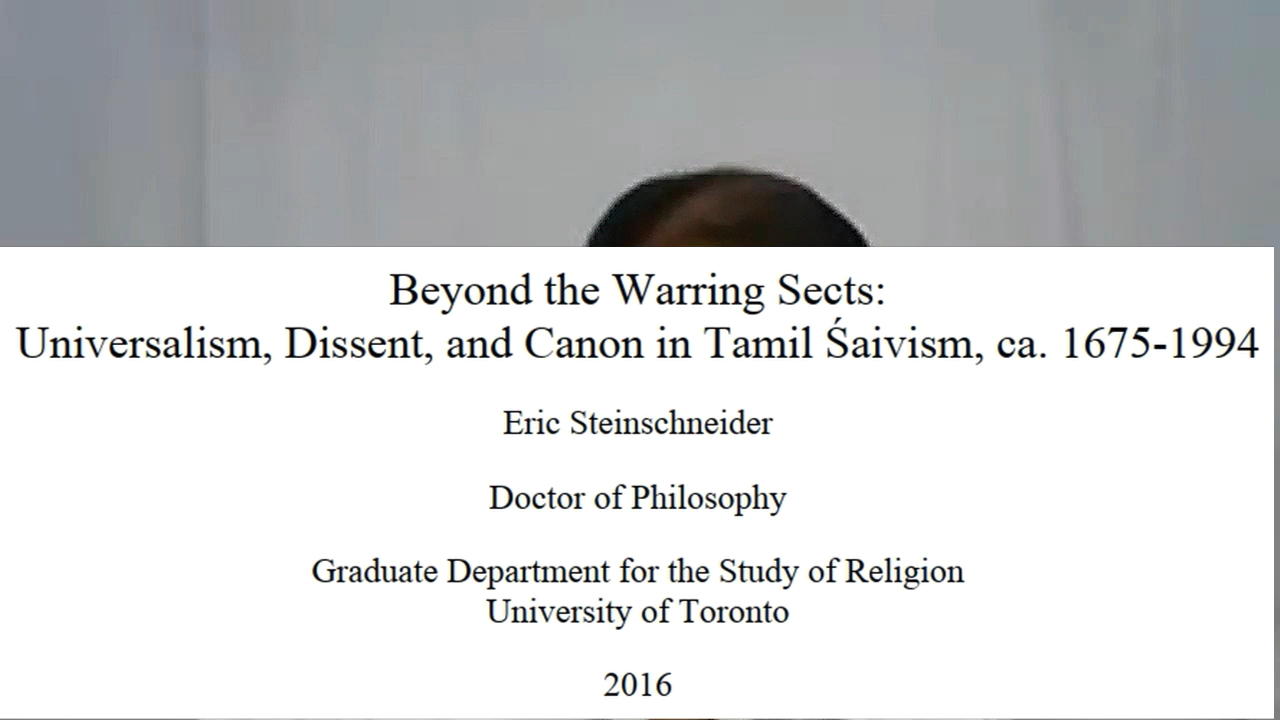 Beyond the Warring Sects:
Universalism, Dissent, and Canon in Tamil Śaivism, ca. 1675-1994
Eric Steinschneider
Doctor of Philosophy
Graduate Department for the Study of Religion
University of Toronto
2016